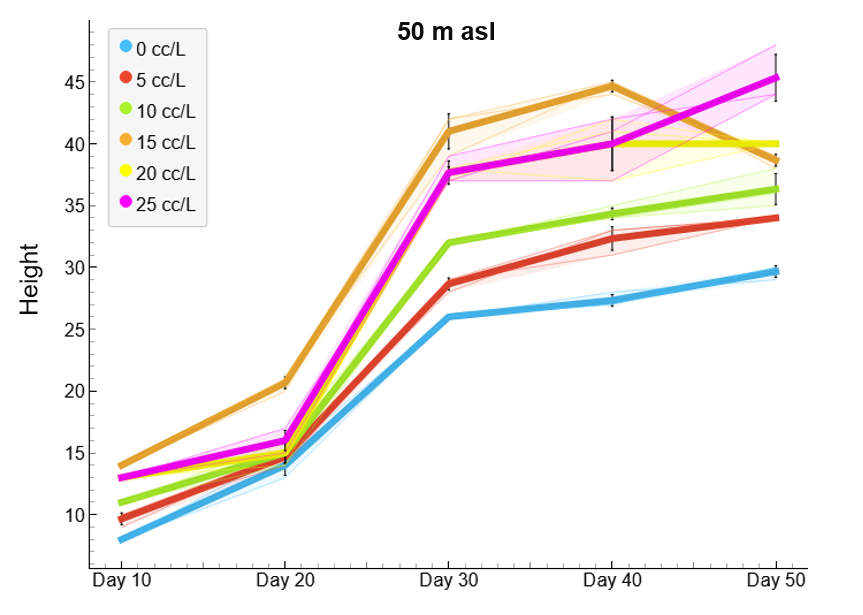 50 m asl
0 cc/L
5 cc/L
10 cc/L
15 cc/L
20 cc/L
25 cc/L
Height
45
40
35
30
25
20
15
10
Day 10 Day 20 Day 30 Day 40 Day 50